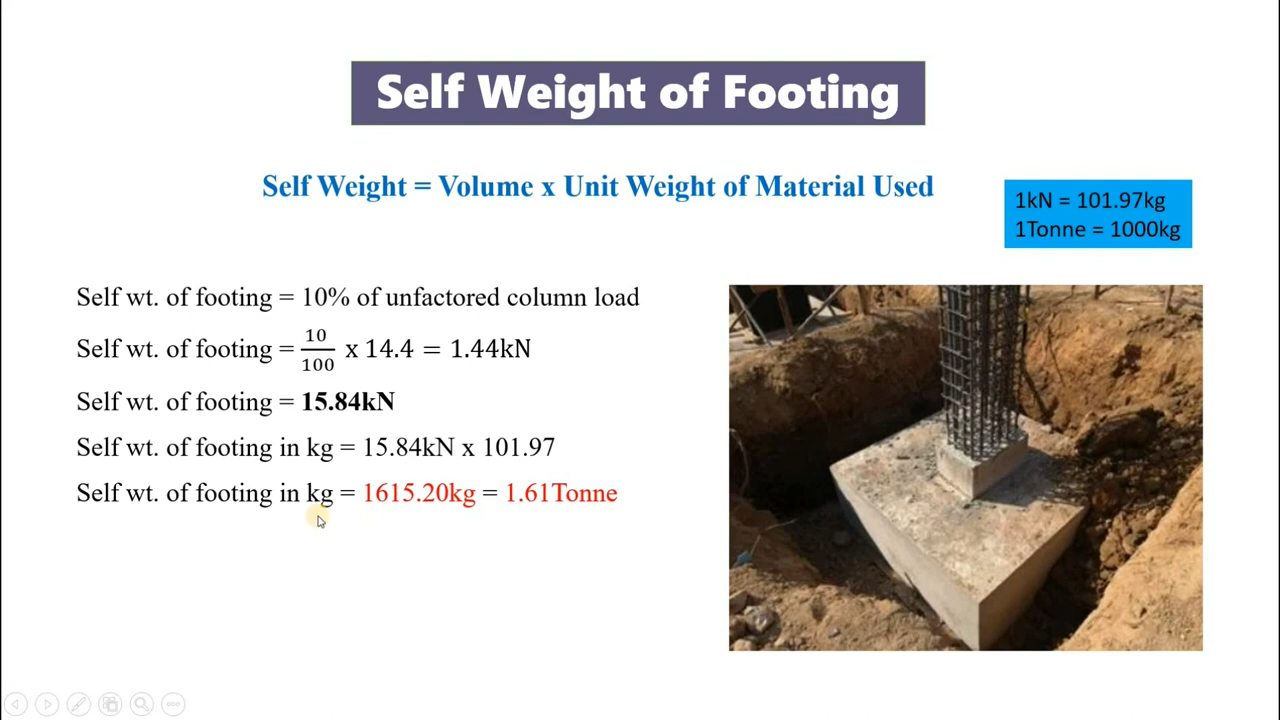 Self Weight of Footing
Self Weight = Volume x Unit Weight of Material Used
1kN = 101.97kg
1Tonne = 1000kg
Self wt. of footing = 10% of unfactored column load
Self wt. of footing = 10/100 x 14.4 = 1.44kN
Self wt. of footing = 15.84kN
Self wt. of footing in kg = 15.84kN x 101.97
Self wt. of footing in kg = 1615.20kg = 1.61Tonne